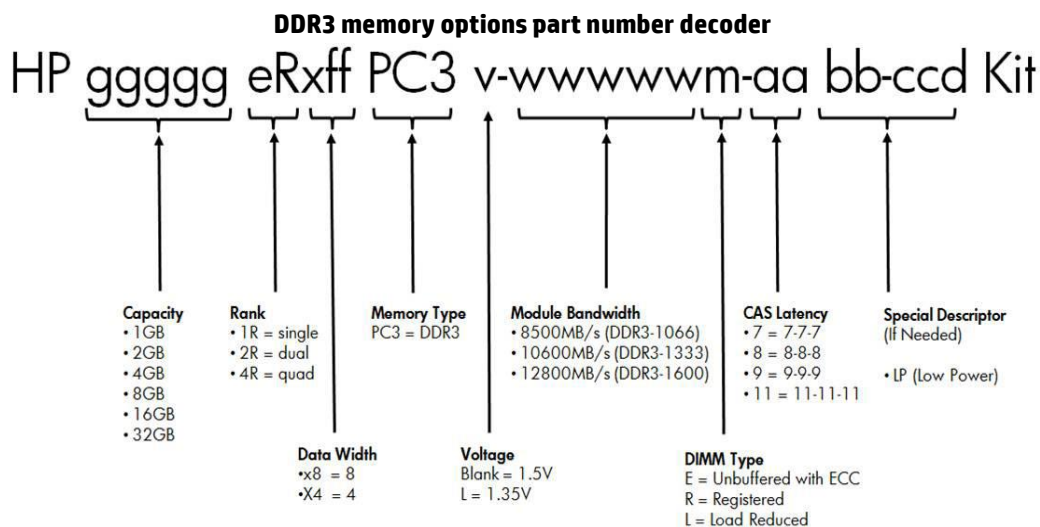 DDR3 memory options part number decoder
HP ggggg eRxff PC3 v-wwwwwm-aa bb-ccd Kit
Capacity
• 1GB
• 2GB
• 4GB
• 8GB
• 16GB
• 32GB
Rank
• 1R = single
• 2R = dual
• 4R = quad
Memory Type
PC3 = DDR3
Module Bandwidth
• 8500MB/s (DDR3-1066)
• 10600MB/s (DDR3-1333)
• 12800MB/s (DDR3-1600)
CAS Latency
• 7 = 7-7-7
• 8 = 8-8-8
• 9 = 9-9-9
• 11 = 11-11-11
Special Descriptor
(If Needed)
• LP (Low Power)
Data Width
•x8 = 8
•X4 = 4
Voltage
Blank = 1.5V
L = 1.35V
DIMM Type
E = Unbuffered with ECC
R = Registered
L = Load Reduced